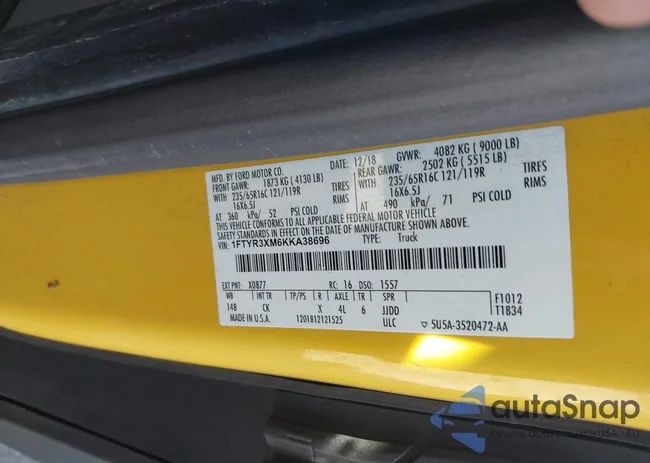 MFD. BY FORD MOTOR CO. DATE: 12/18 GVWR: 4082 KG ( 9000 LB)
FRONT GAWR: 1873 KG ( 4130 LB) REAR GAWR: 2502 KG ( 5515 LB)
WITH 235/65R16C 121/119R TIRES WITH 235/65R16C 121/119R TIRES
16X6.5J RIMS 16X6.5J RIMS
AT 360 kPa/ 52 PSI COLD AT 490 kPa/ 71 PSI COLD
THIS VEHICLE CONFORMS TO ALL APPLICABLE FEDERAL MOTOR VEHICLE
SAFETY STANDARDS IN EFFECT ON THE DATE OF MANUFACTURE SHOWN ABOVE.
VIN: 1FTYR3XM6KKA38696 TYPE: Truck
EXT PNT: X0877 RC: 16 DSO: 1557
WB INT TR TP/PS R AXLE TR SPR F1012
148 CK X 4L 6 JJDD T1834
MADE IN U.S.A. 1201812121525 ULC ▽ 5U5A-3520472-AA
autoSnap